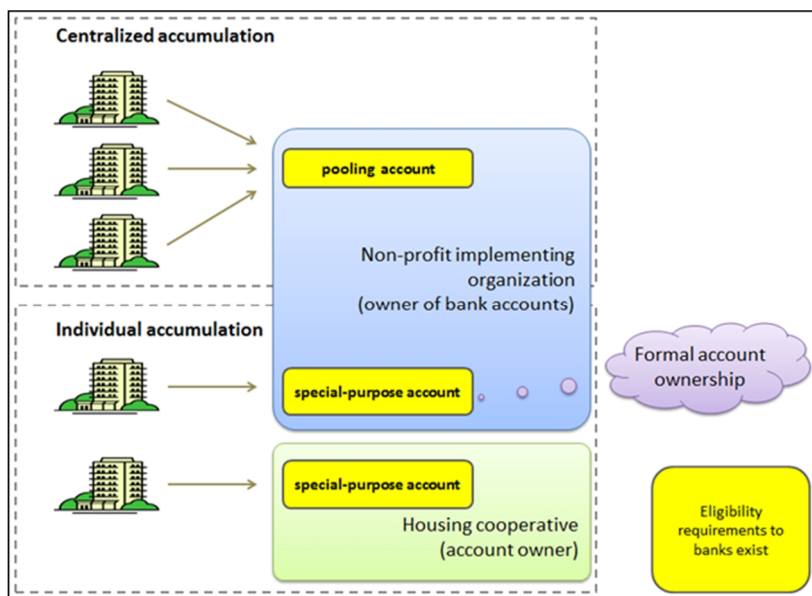 Centralized accumulation
pooling account
Non-profit implementing
organization
(owner of bank accounts)
Individual accumulation
special-purpose account
Formal account
ownership
special-purpose account
Housing cooperative
(account owner)
Eligibility
requirements to
banks exist